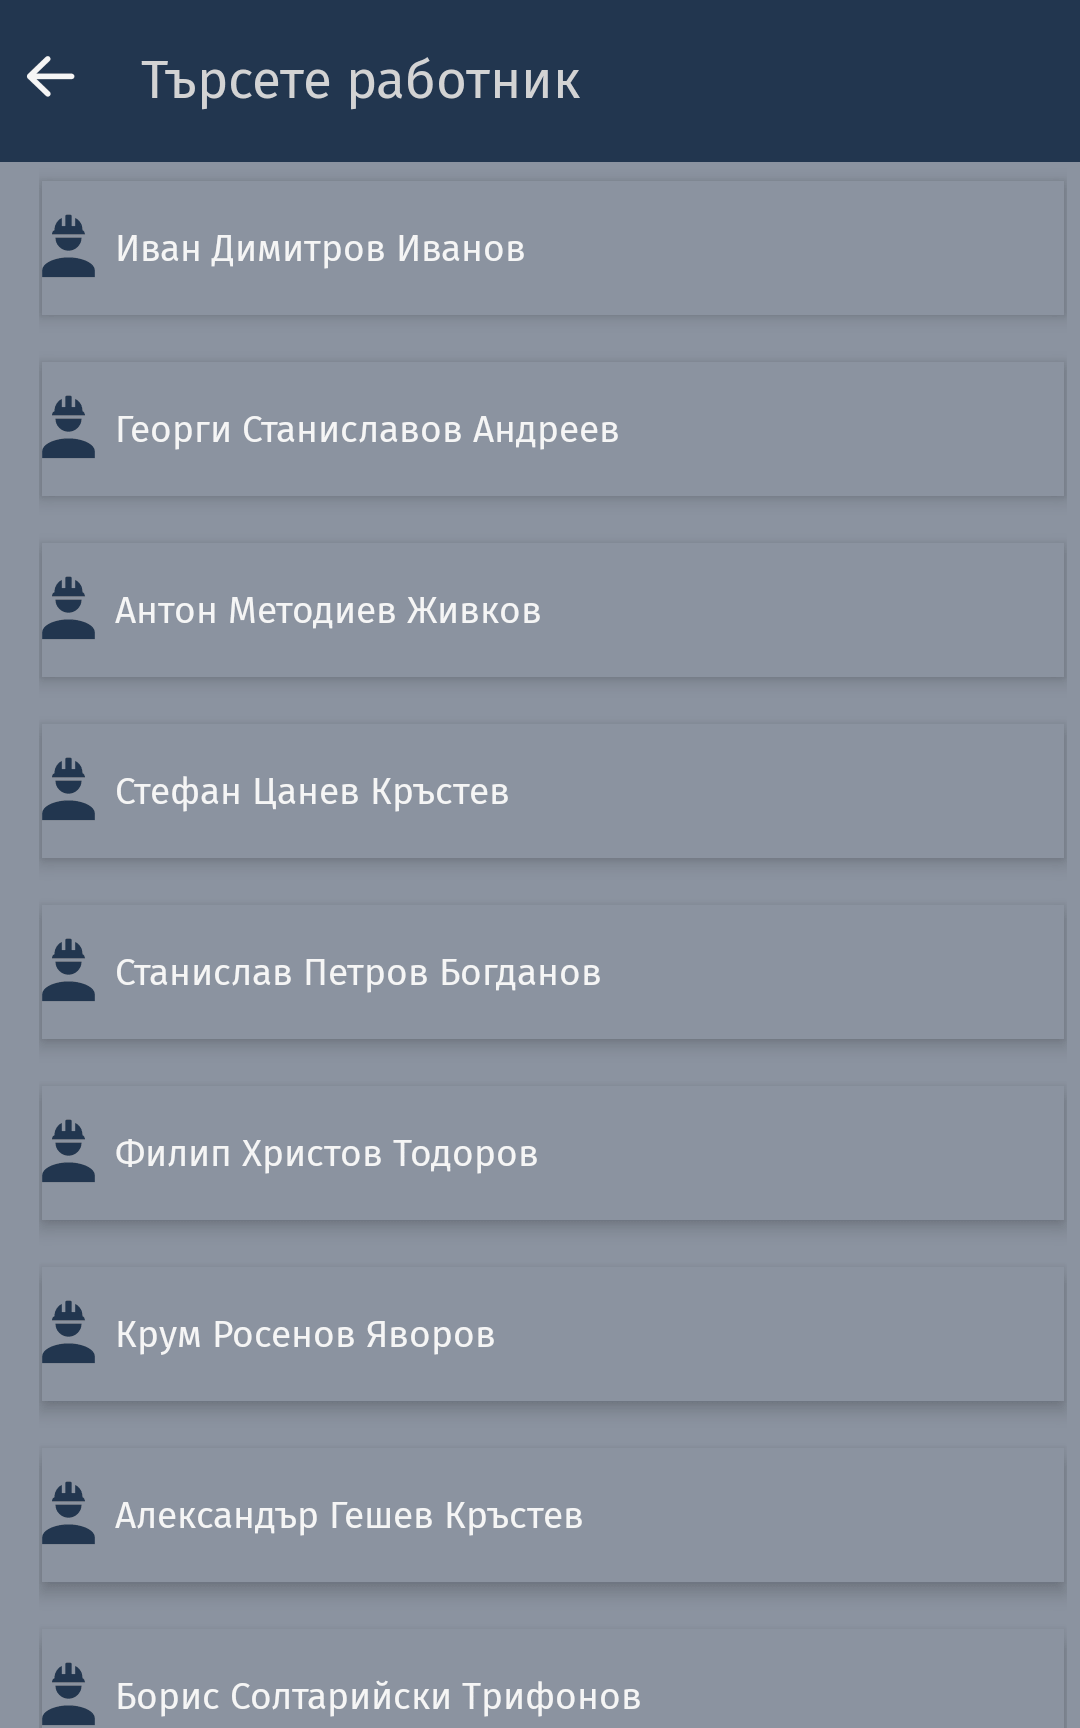 Търсете работник
Иван Димитров Иванов
Георги Станиславов Андреев
Антон Методиев Живков
Стефан Цанев Кръстев
Станислав Петров Богданов
Филип Христов Тодоров
Крум Росенов Яворов
Александър Гешев Кръстев
Борис Солтарийски Трифонов